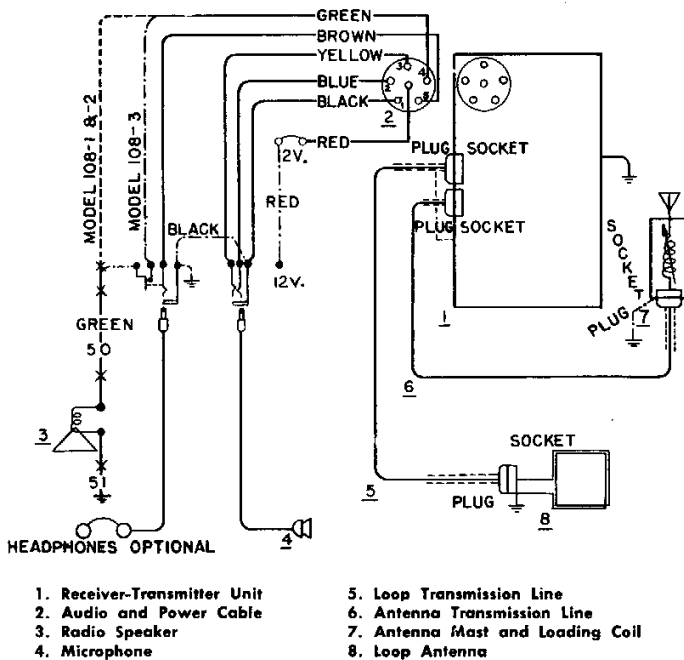 GREEN
BROWN
YELLOW
BLUE
BLACK
3 4
2
1 5
2
RED
12V.
RED
12V.
MODEL 108-1 & -2
MODEL 108-3
BLACK
GREEN
50
3
51
HEADPHONES OPTIONAL
4
PLUG SOCKET
PLUG SOCKET
1
SOCKET
PLUG
7
6
5
SOCKET
PLUG
8
1. Receiver-Transmitter Unit
2. Audio and Power Cable
3. Radio Speaker
4. Microphone
5. Loop Transmission Line
6. Antenna Transmission Line
7. Antenna Mast and Loading Coil
8. Loop Antenna